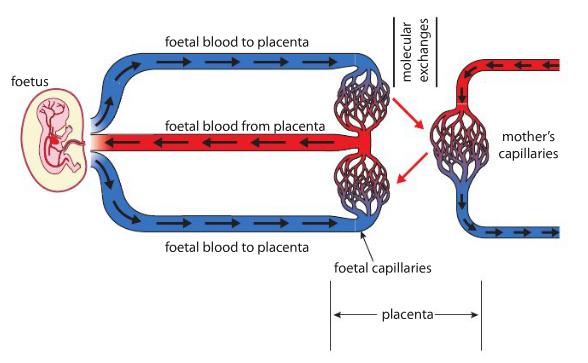 foetal blood to placenta
molecular
exchanges
foetus
foetal blood from placenta
mother's
capillaries
foetal blood to placenta
foetal capillaries
placenta